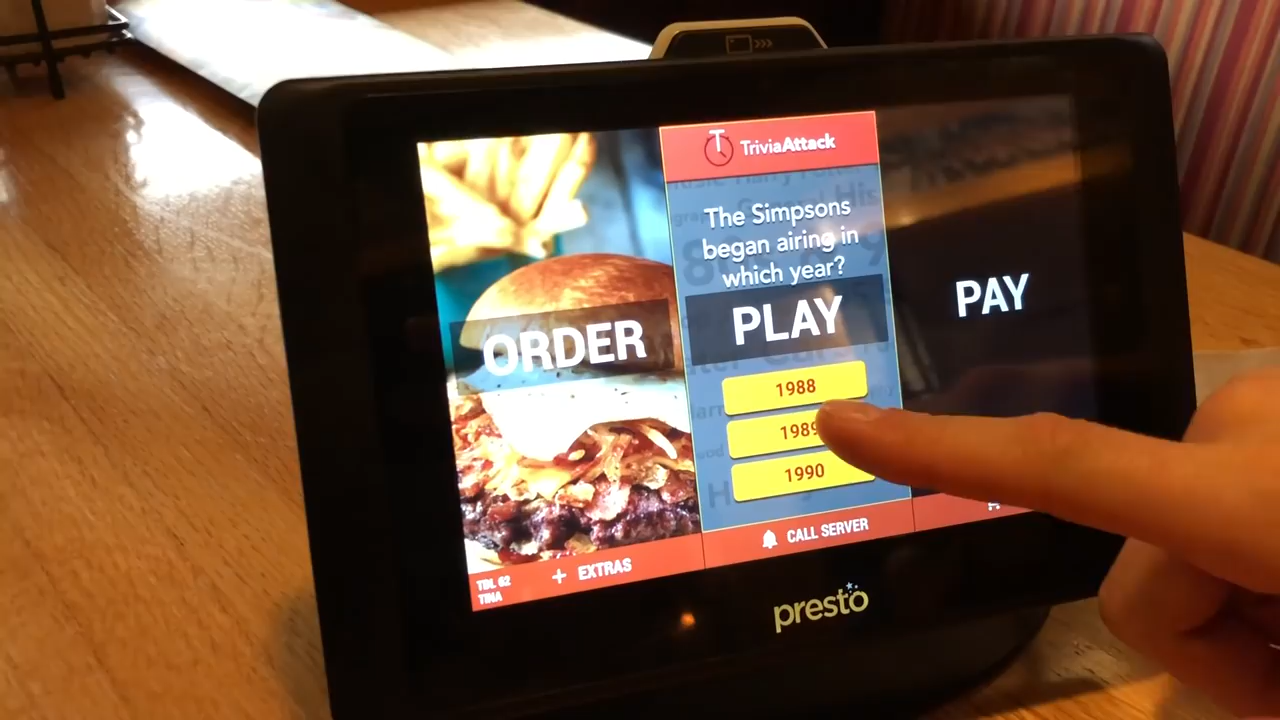 TriviaAttack
The Simpsons
began airing in
which year?
ORDER
PLAY
PAY
1988
1989
1990
CALL SERVER
+ EXTRAS
TBL 62
TINA
presto